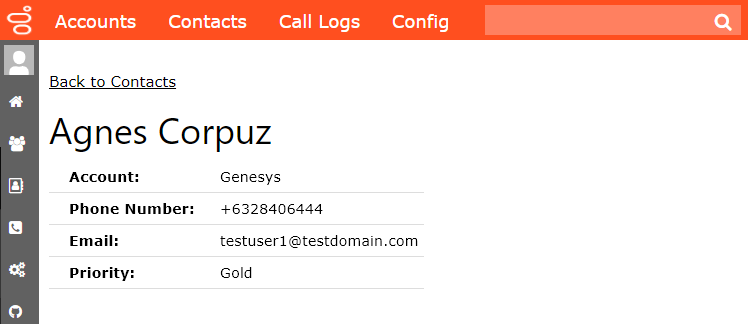 Accounts Contacts Call Logs Config
Back to Contacts
Agnes Corpuz
Account: Genesys
Phone Number: +6328406444
Email: testuser1@testdomain.com
Priority: Gold